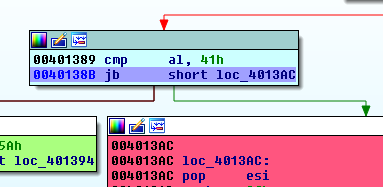 00401389 cmp al, 41h
0040138B jb short loc_4013AC
5Ah
t loc_401394
004013AC
004013AC loc_4013AC:
004013AC pop esi